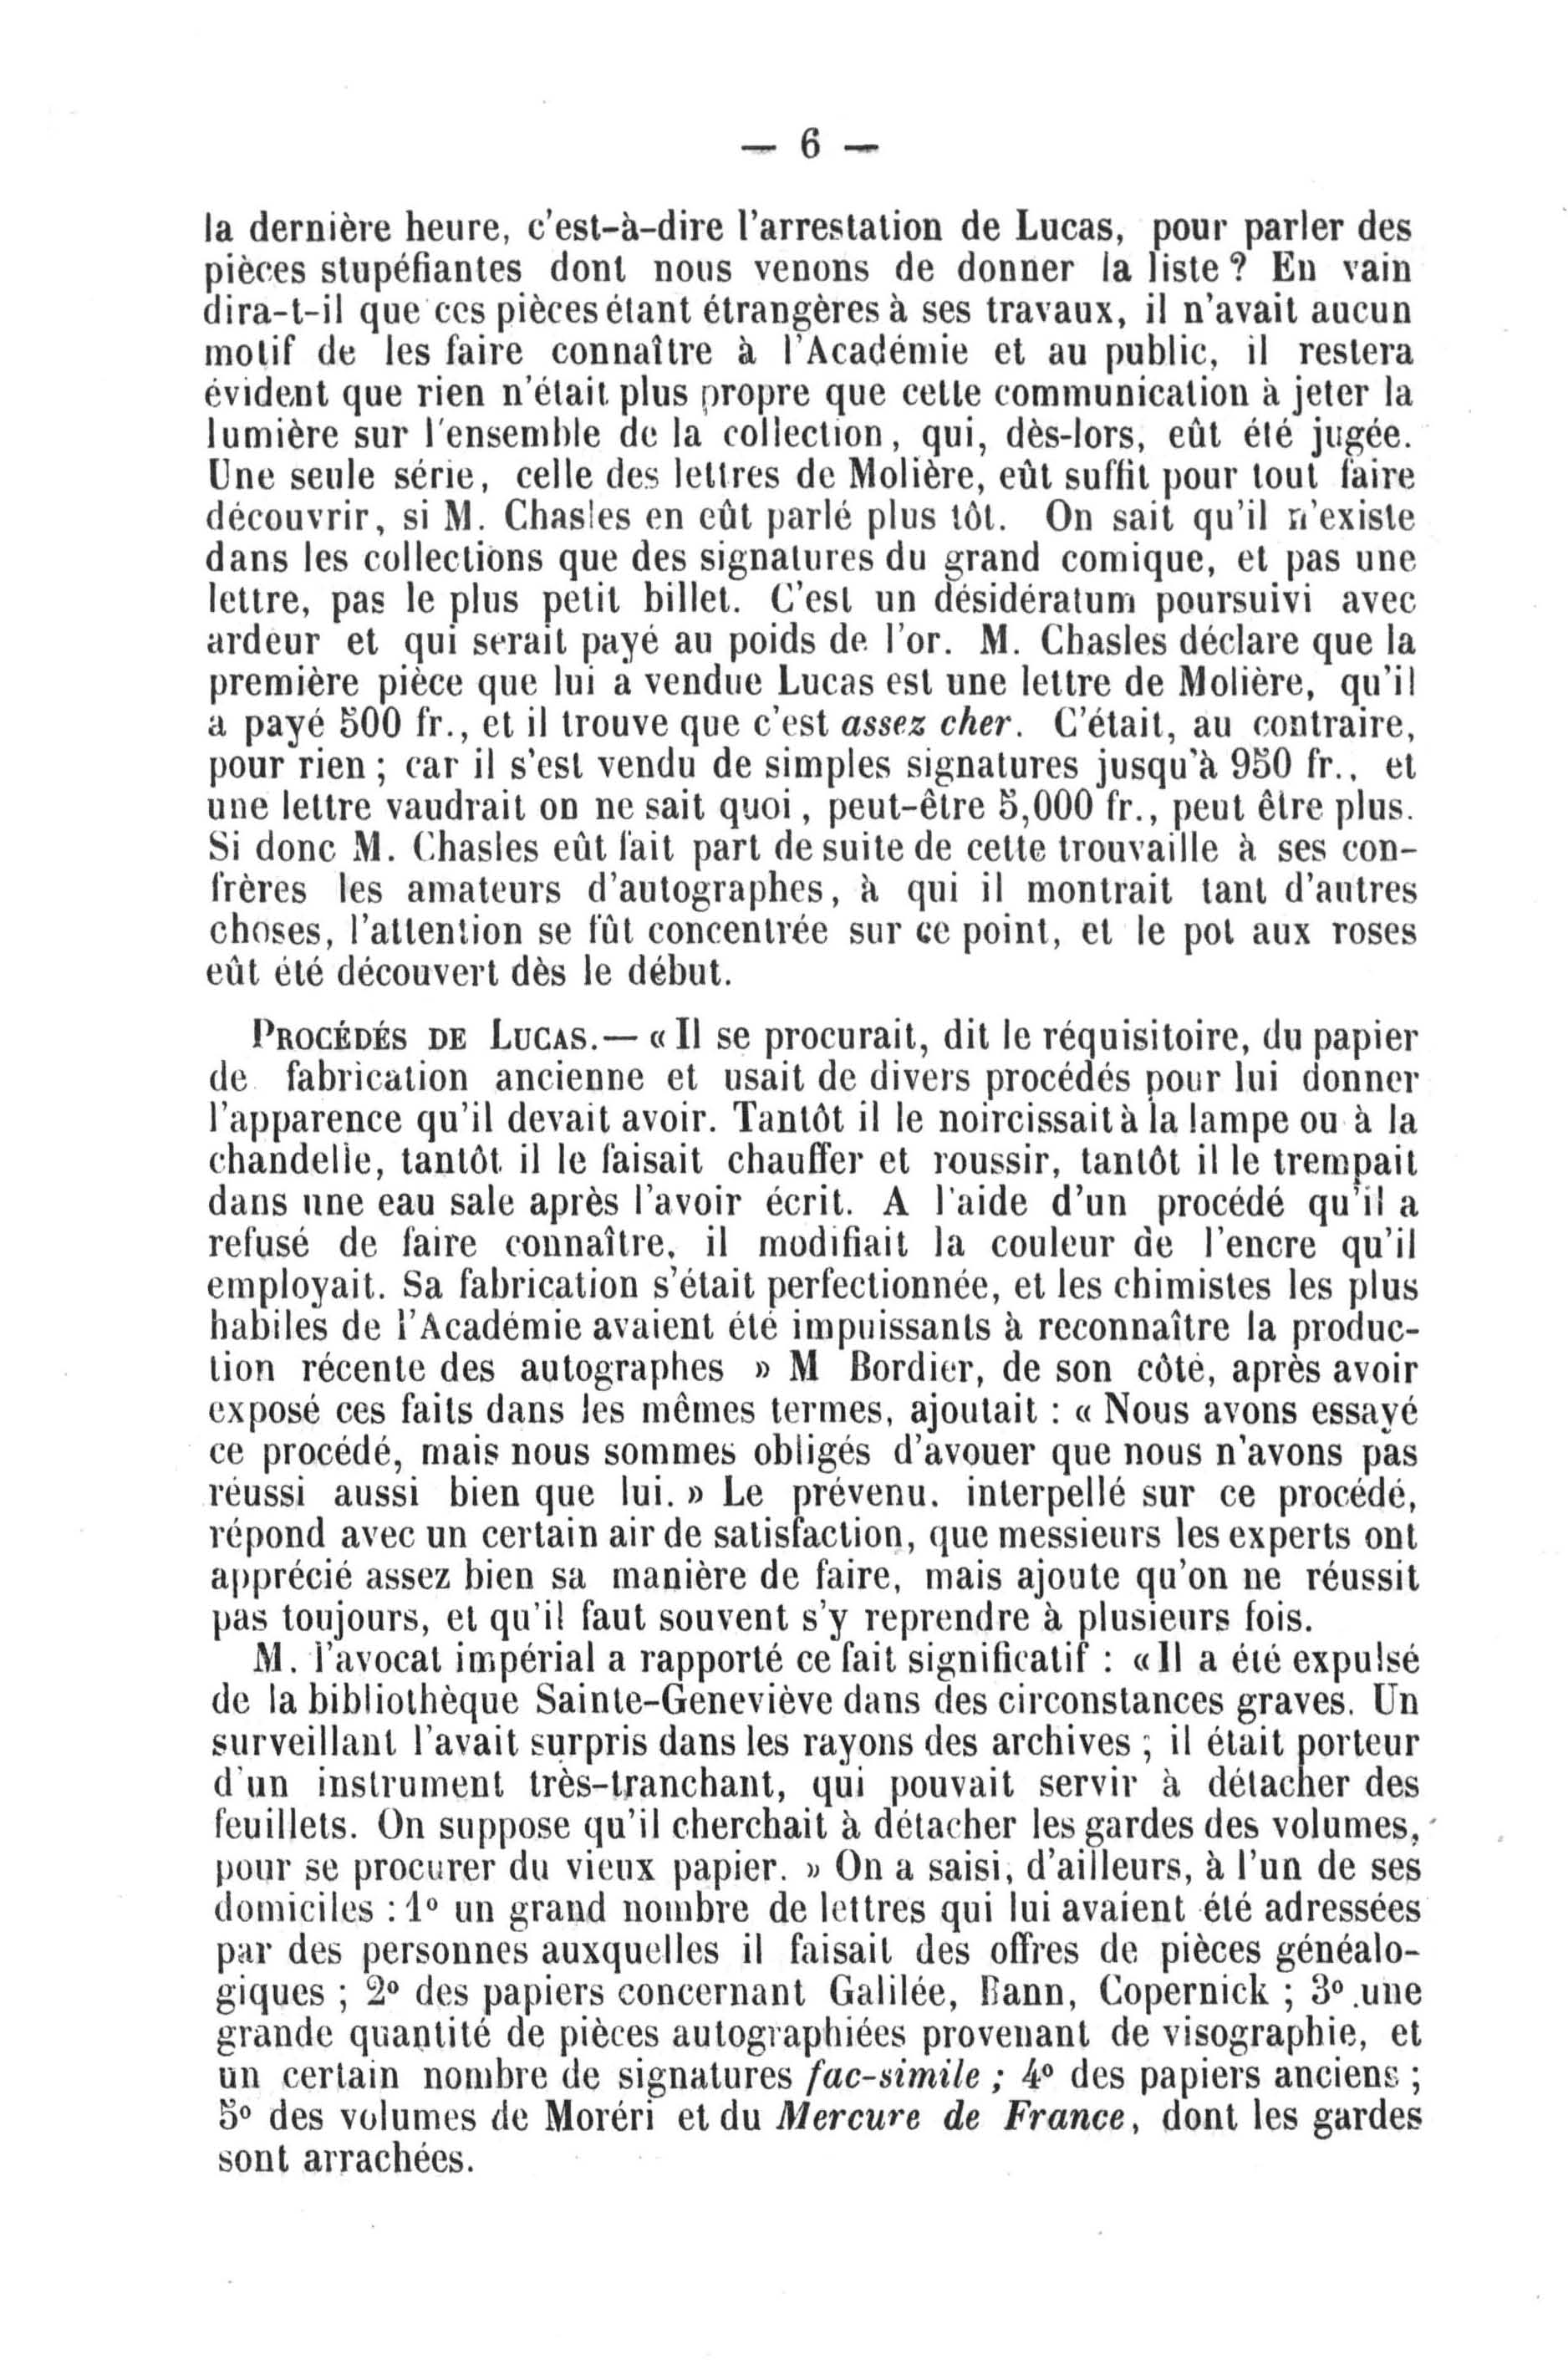 — 6 —
la dernière heure, c'est-à-dire l'arrestation de Lucas, pour parler des
pièces stupéfiantes dont nous venons de donner la liste ? En vain
dira-t-il que ces pièces étant étrangères à ses travaux, il n'avait aucun
motif de les faire connaître à l'Académie et au public, il restera
évident que rien n'était plus propre que cette communication à jeter la
lumière sur l'ensemble de la collection, qui, dès-lors, eût été jugée.
Une seule série, celle des lettres de Molière, eût suffit pour tout faire
découvrir, si M. Chasles en eût parlé plus tôt. On sait qu'il n'existe
dans les collections que des signatures du grand comique, et pas une
lettre, pas le plus petit billet. C'est un désidératum poursuivi avec
ardeur et qui serait payé au poids de l'or. M. Chasles déclare que la
première pièce que lui a vendue Lucas est une lettre de Molière, qu'il
a payé 500 fr., et il trouve que c'est assez cher. C'était, au contraire,
pour rien ; car il s'est vendu de simples signatures jusqu'à 950 fr., et
une lettre vaudrait on ne sait quoi, peut-être 5,000 fr., peut être plus.
Si donc M. Chasles eût fait part de suite de cette trouvaille à ses con-
frères les amateurs d'autographes, à qui il montrait tant d'autres
choses, l'attention se fût concentrée sur ce point, et le pot aux roses
eût été découvert dès le début.
PROCÉDÉS DE LUCAS.— « Il se procurait, dit le réquisitoire, du papier
de fabrication ancienne et usait de divers procédés pour lui donner
l'apparence qu'il devait avoir. Tantôt il le noircissait à la lampe ou à la
chandelle, tantôt il le faisait chauffer et roussir, tantôt il le trempait
dans une eau sale après l'avoir écrit. A l'aide d'un procédé qu'il a
refusé de faire connaître, il modifiait la couleur de l'encre qu'il
employait. Sa fabrication s'était perfectionnée, et les chimistes les plus
habiles de l'Académie avaient été impuissants à reconnaître la produc-
tion récente des autographes » M Bordier, de son côté, après avoir
exposé ces faits dans les mêmes termes, ajoutait : « Nous avons essayé
ce procédé, mais nous sommes obligés d'avouer que nous n'avons pas
réussi aussi bien que lui. » Le prévenu. interpellé sur ce procédé,
répond avec un certain air de satisfaction, que messieurs les experts ont
apprécié assez bien sa manière de faire, mais ajoute qu'on ne réussit
pas toujours, et qu'il faut souvent s'y reprendre à plusieurs fois.
M. l'avocat impérial a rapporté ce fait significatif : « Il a été expulsé
de la bibliothèque Sainte-Geneviève dans des circonstances graves. Un
surveillant l'avait surpris dans les rayons des archives ; il était porteur
d'un instrument très-tranchant, qui pouvait servir à détacher des
feuillets. On suppose qu'il cherchait à détacher les gardes des volumes,
pour se procurer du vieux papier. » On a saisi, d'ailleurs, à l'un de ses
domiciles : 1° un grand nombre de lettres qui lui avaient été adressées
par des personnes auxquelles il faisait des offres de pièces généalo-
giques ; 2° des papiers concernant Galilée, Bann, Copernick ; 3° une
grande quantité de pièces autographiées provenant de visographie, et
un certain nombre de signatures fac-simile ; 4° des papiers anciens ;
5° des volumes de Moréri et du Mercure de France, dont les gardes
sont arrachées.